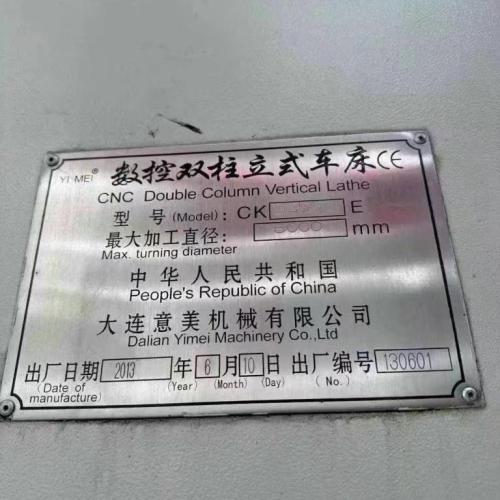 YI·MEI® 数控双柱立式车床 CE
CNC Double Column Vertical Lathe
型 号 (Model): CK E
最大加工直径: mm
Max. turning diameter
中华人民共和国
People's Republic of China
大连意美机械有限公司
Dalian Yimei Machinery Co.,Ltd
出厂日期 2013 年 6 月 10 日 出厂编号 130601
(Date of manufacture) (Year) (Month) (Day) (No.)